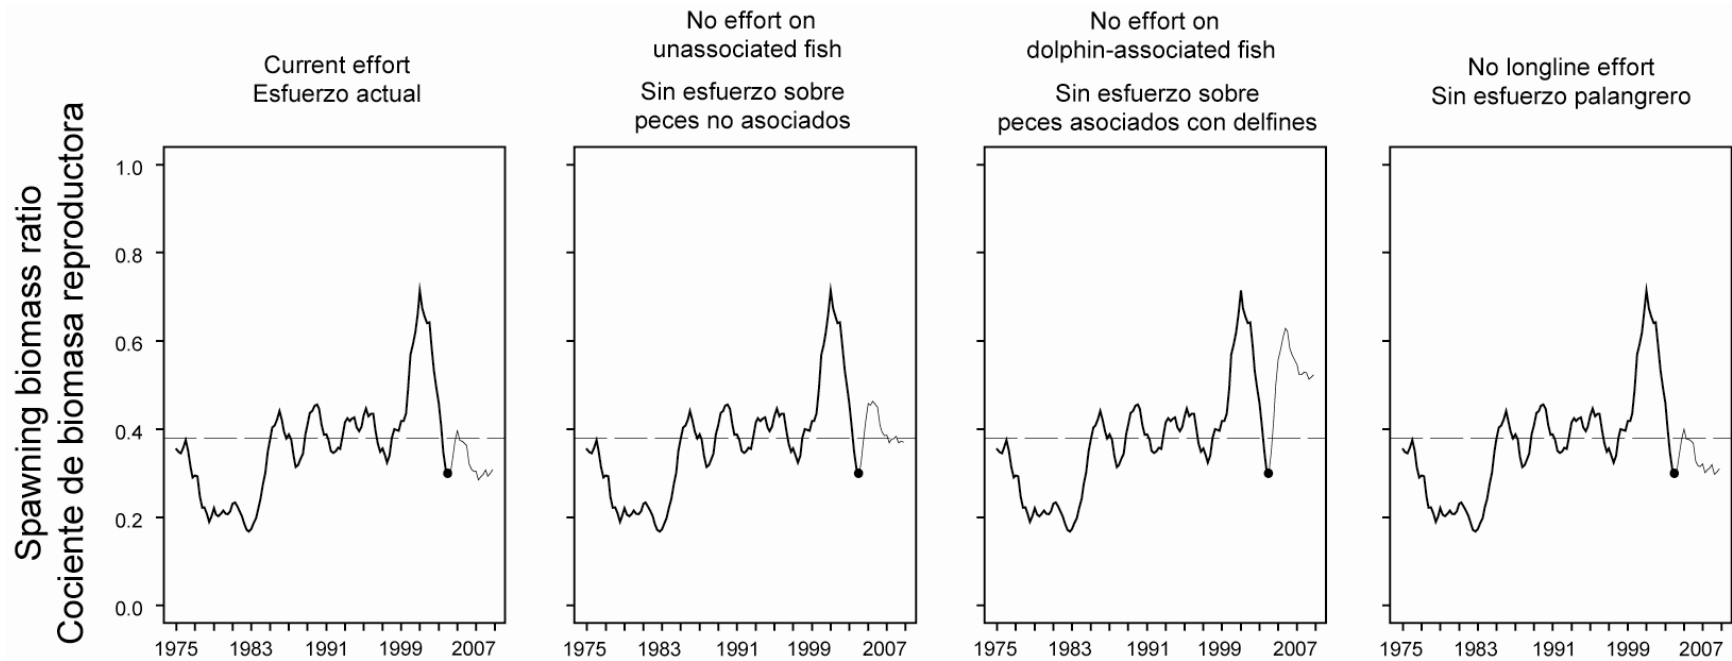 Spawning biomass ratio
Cociente de biomasa reproductora
Current effort
Esfuerzo actual
No effort on
unassociated fish
Sin esfuerzo sobre
peces no asociados
No effort on
dolphin-associated fish
Sin esfuerzo sobre
peces asociados con delfines
No longline effort
Sin esfuerzo palangrero
1.0
0.8
0.6
0.4
0.2
0.0
1975 1983 1991 1999 2007
1975 1983 1991 1999 2007
1975 1983 1991 1999 2007
1975 1983 1991 1999 2007